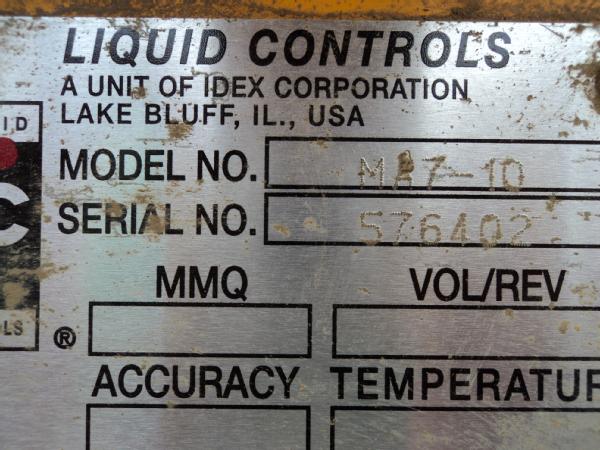 LIQUID CONTROLS
A UNIT OF IDEX CORPORATION
LAKE BLUFF, IL., USA
MODEL NO. MA7-10
SERIAL NO. 576402
MMQ VOL/REV
®
ACCURACY TEMPERATUR